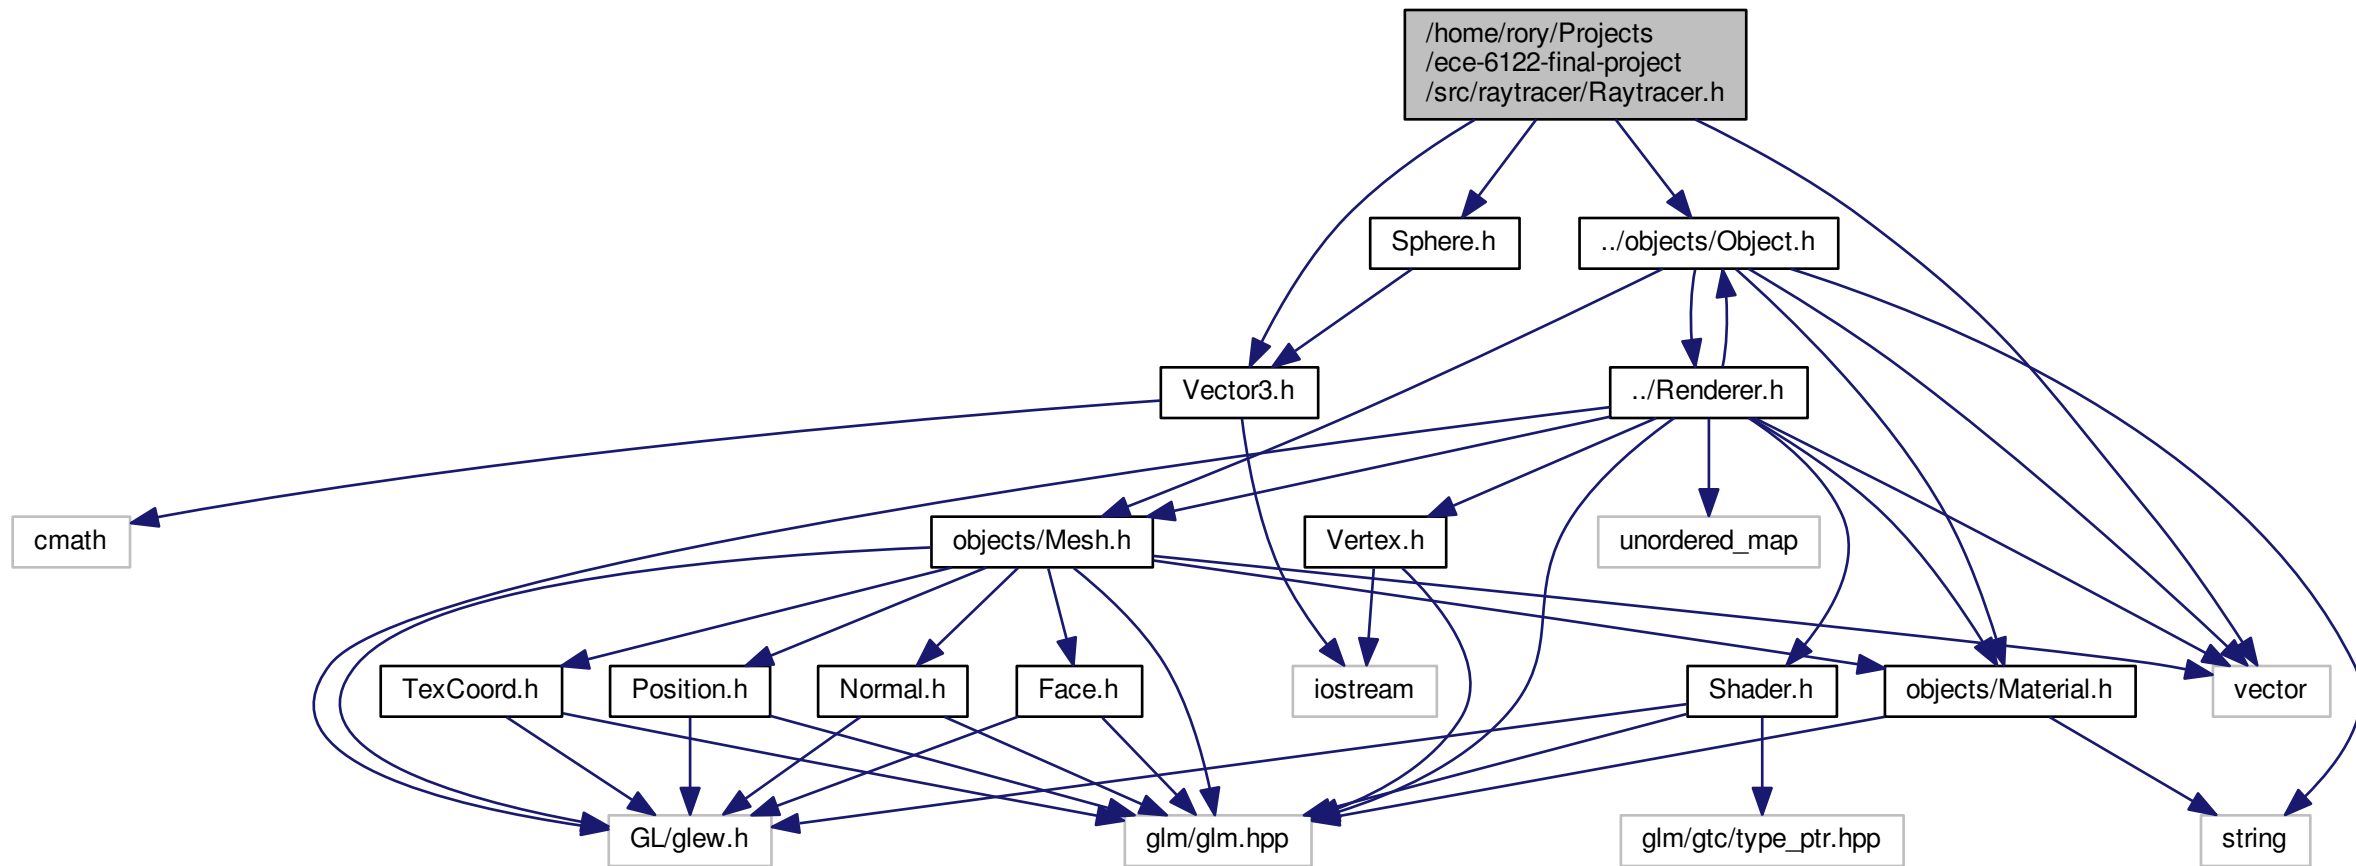 /home/rory/Projects
/ece-6122-final-project
/src/raytracer/Raytracer.h
Sphere.h
../objects/Object.h
Vector3.h
../Renderer.h
cmath
objects/Mesh.h
Vertex.h
unordered_map
TexCoord.h
Position.h
Normal.h
Face.h
iostream
Shader.h
objects/Material.h
vector
GL/glew.h
glm/glm.hpp
glm/gtc/type_ptr.hpp
string